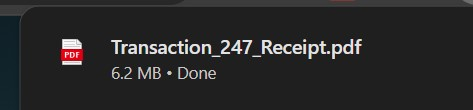 PDF
Transaction_247_Receipt.pdf
6.2 MB • Done